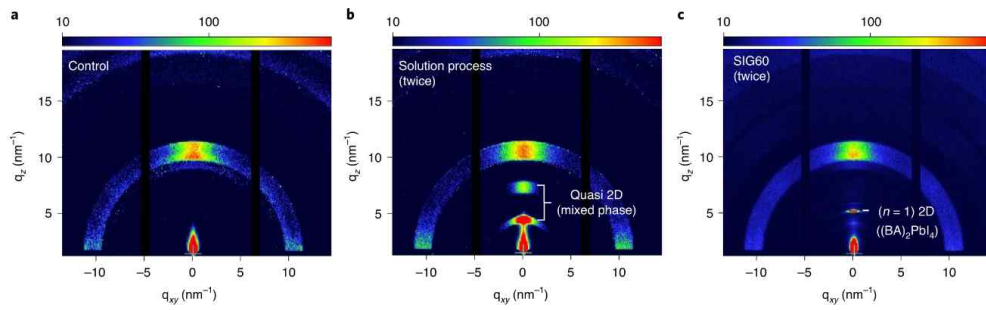 a
10
100
Control
15
10
5
q_z (nm⁻¹)
−10
−5
0
5
10
q_xy (nm⁻¹)
b
10
100
Solution process
(twice)
15
10
5
q_z (nm⁻¹)
Quasi 2D
(mixed phase)
−10
−5
0
5
10
q_xy (nm⁻¹)
c
10
100
SIG60
(twice)
15
10
5
q_z (nm⁻¹)
(n = 1) 2D
((BA)₂PbI₄)
−10
−5
0
5
10
q_xy (nm⁻¹)